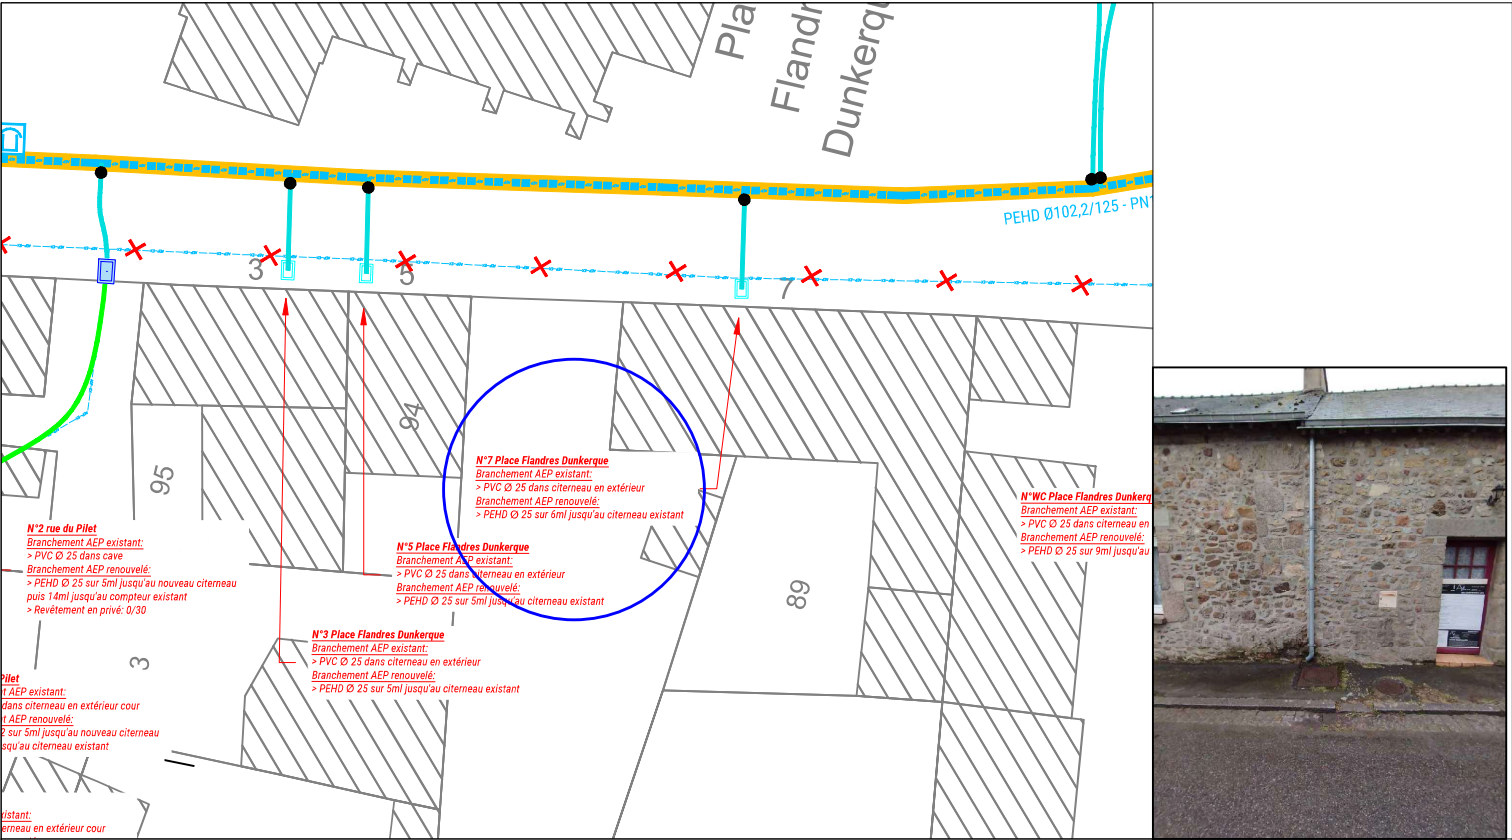 Pla
Flandr
Dunkerqu
PEHD Ø102,2/125 - PN1
3
5
7
94
95
89
3
N°7 Place Flandres Dunkerque
Branchement AEP existant:
> PVC Ø 25 dans citerneau en extérieur
Branchement AEP renouvelé:
> PEHD Ø 25 sur 6ml jusqu'au citerneau existant
N°WC Place Flandres Dunkerq
Branchement AEP existant:
> PVC Ø 25 dans citerneau en
Branchement AEP renouvelé:
> PEHD Ø 25 sur 9ml jusqu'au
N°2 rue du Pilet
Branchement AEP existant:
> PVC Ø 25 dans cave
Branchement AEP renouvelé:
> PEHD Ø 25 sur 5ml jusqu'au nouveau citerneau
puis 14ml jusqu'au compteur existant
> Revêtement en privé: 0/30
N°5 Place Flandres Dunkerque
Branchement AEP existant:
> PVC Ø 25 dans citerneau en extérieur
Branchement AEP renouvelé:
> PEHD Ø 25 sur 5ml jusqu'au citerneau existant
N°3 Place Flandres Dunkerque
Branchement AEP existant:
> PVC Ø 25 dans citerneau en extérieur
Branchement AEP renouvelé:
> PEHD Ø 25 sur 5ml jusqu'au citerneau existant
Pilet
t AEP existant:
dans citerneau en extérieur cour
t AEP renouvelé:
2 sur 5ml jusqu'au nouveau citerneau
squ'au citerneau existant
xistant:
erneau en extérieur cour